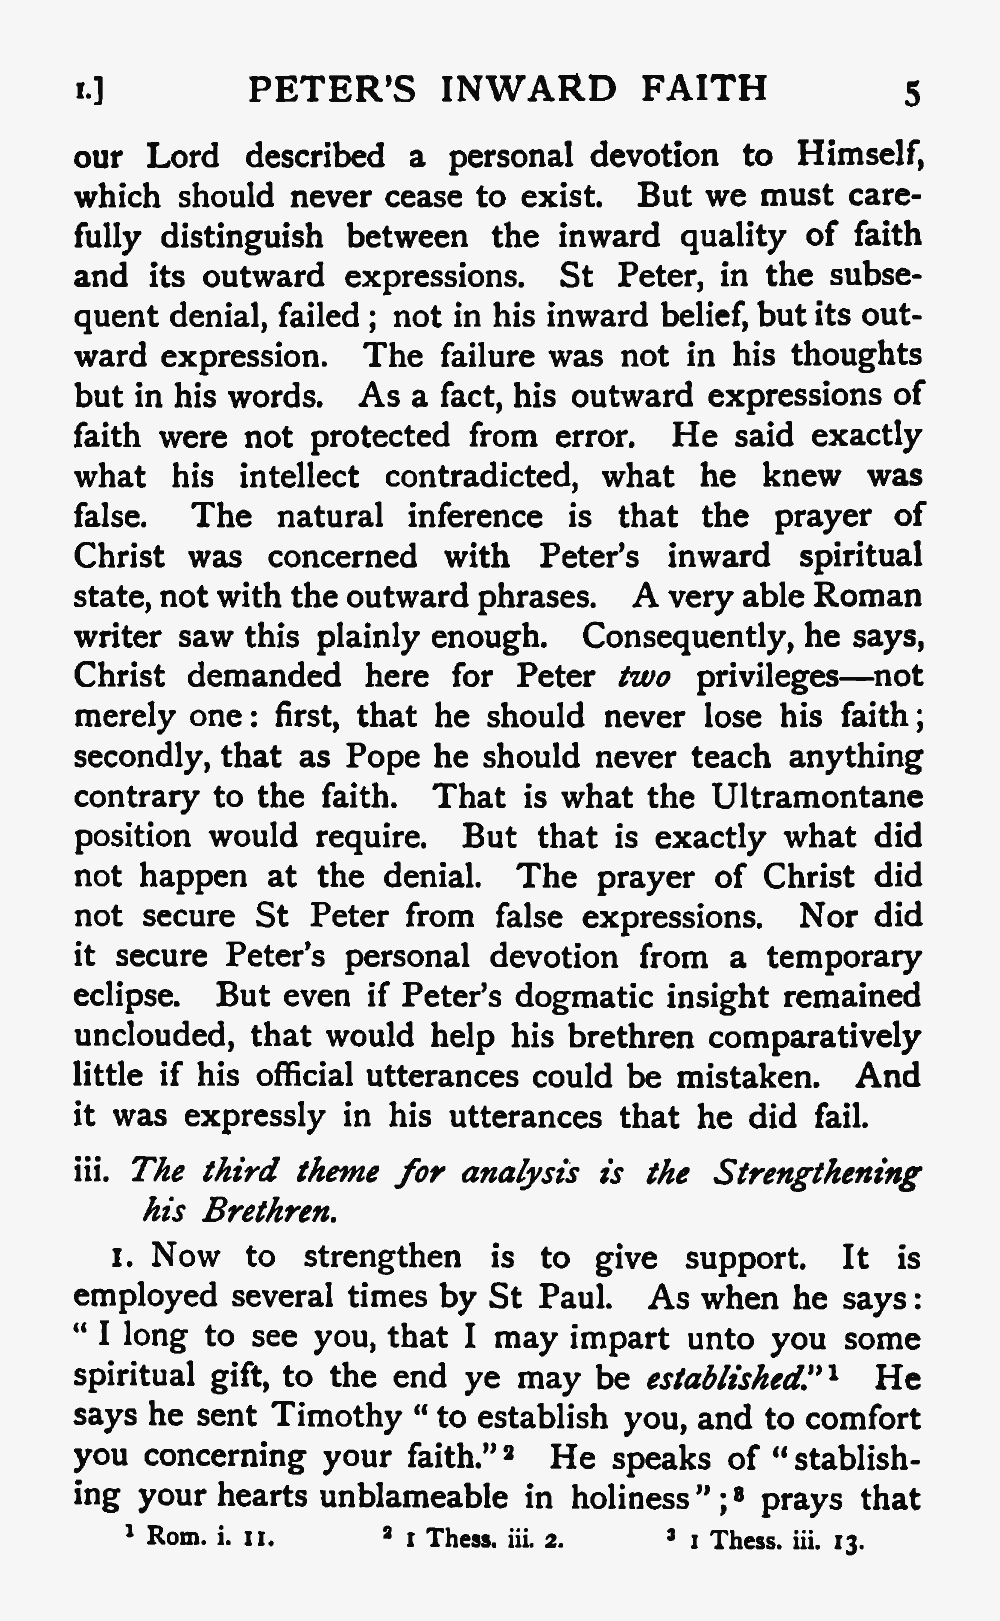 I.] PETER'S INWARD FAITH 5
our Lord described a personal devotion to Himself,
which should never cease to exist. But we must care-
fully distinguish between the inward quality of faith
and its outward expressions. St Peter, in the subse-
quent denial, failed ; not in his inward belief, but its out-
ward expression. The failure was not in his thoughts
but in his words. As a fact, his outward expressions of
faith were not protected from error. He said exactly
what his intellect contradicted, what he knew was
false. The natural inference is that the prayer of
Christ was concerned with Peter's inward spiritual
state, not with the outward phrases. A very able Roman
writer saw this plainly enough. Consequently, he says,
Christ demanded here for Peter two privileges—not
merely one : first, that he should never lose his faith ;
secondly, that as Pope he should never teach anything
contrary to the faith. That is what the Ultramontane
position would require. But that is exactly what did
not happen at the denial. The prayer of Christ did
not secure St Peter from false expressions. Nor did
it secure Peter's personal devotion from a temporary
eclipse. But even if Peter's dogmatic insight remained
unclouded, that would help his brethren comparatively
little if his official utterances could be mistaken. And
it was expressly in his utterances that he did fail.
iii. The third theme for analysis is the Strengthening
his Brethren.
1. Now to strengthen is to give support. It is
employed several times by St Paul. As when he says :
“ I long to see you, that I may impart unto you some
spiritual gift, to the end ye may be established.”¹ He
says he sent Timothy “ to establish you, and to comfort
you concerning your faith.”² He speaks of “ stablish-
ing your hearts unblameable in holiness ” ;³ prays that
¹ Rom. i. 11. ² 1 Thess. iii. 2. ³ 1 Thess. iii. 13.